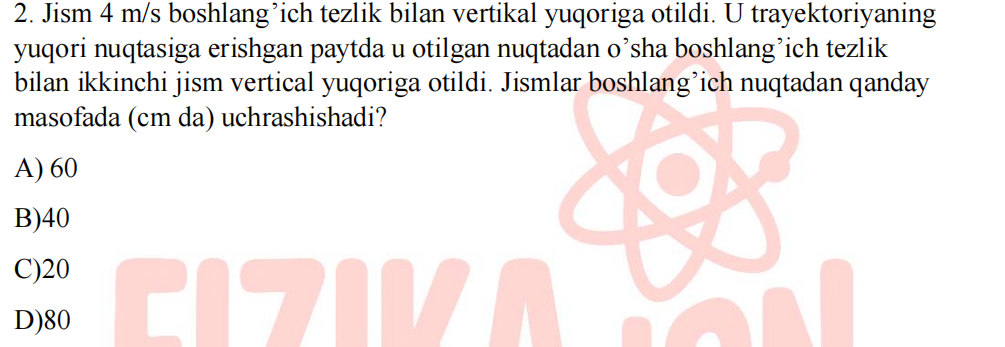 2. Jism 4 m/s boshlang’ich tezlik bilan vertikal yuqoriga otildi. U trayektoriyaning
yuqori nuqtasiga erishgan paytda u otilgan nuqtadan o’sha boshlang’ich tezlik
bilan ikkinchi jism vertical yuqoriga otildi. Jismlar boshlang’ich nuqtadan qanday
masofada (cm da) uchrashishadi?
A) 60
B)40
C)20
D)80
FIZIKAJON